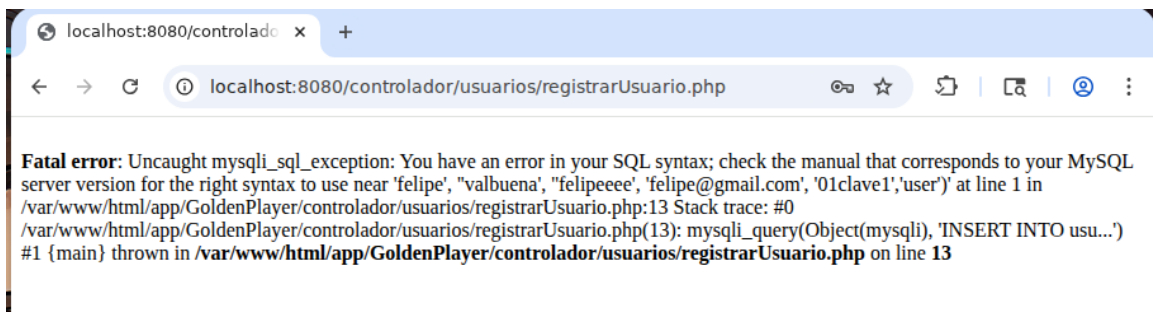 localhost:8080/controlado
localhost:8080/controlador/usuarios/registrarUsuario.php
Fatal error: Uncaught mysqli_sql_exception: You have an error in your SQL syntax; check the manual that corresponds to your MySQL
server version for the right syntax to use near 'felipe', ''valbuena', ''felipeeee', 'felipe@gmail.com', '01clave1','user')' at line 1 in
/var/www/html/app/GoldenPlayer/controlador/usuarios/registrarUsuario.php:13 Stack trace: #0
/var/www/html/app/GoldenPlayer/controlador/usuarios/registrarUsuario.php(13): mysqli_query(Object(mysqli), 'INSERT INTO usu...')
#1 {main} thrown in /var/www/html/app/GoldenPlayer/controlador/usuarios/registrarUsuario.php on line 13